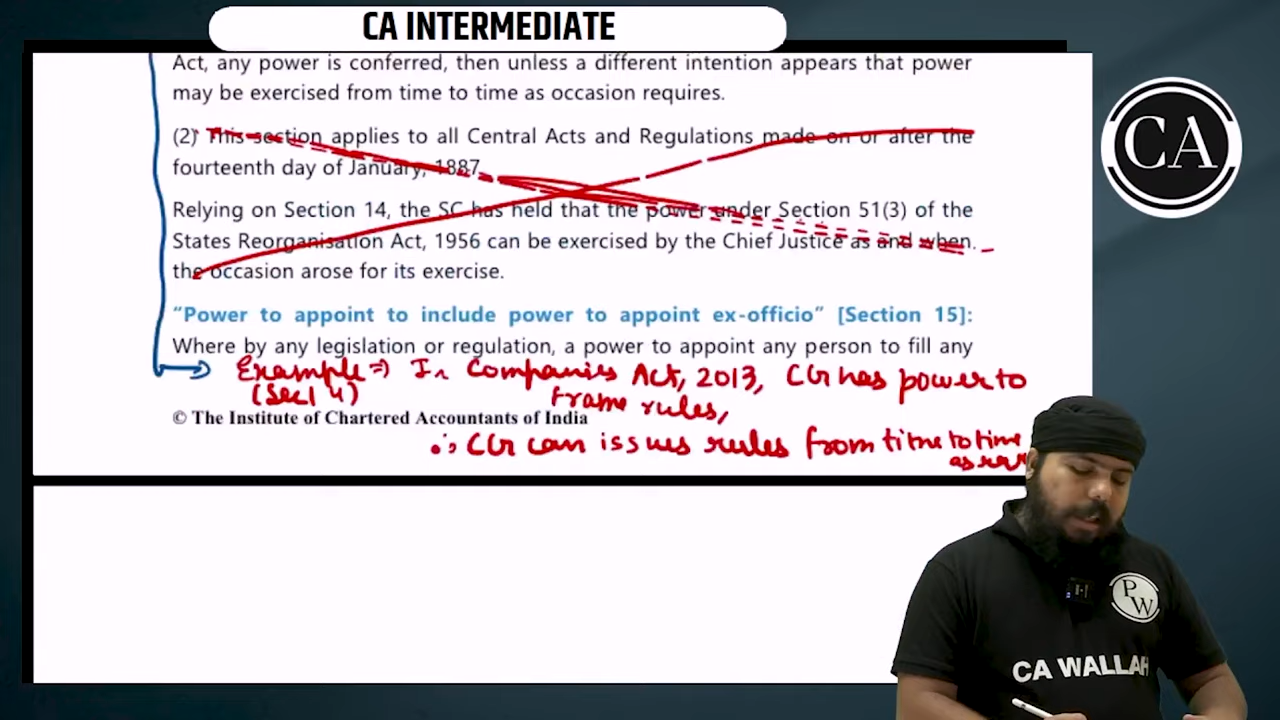 CA INTERMEDIATE
Act, any power is conferred, then unless a different intention appears that power
may be exercised from time to time as occasion requires.
(2) This section applies to all Central Acts and Regulations made on or after the
fourteenth day of January, 1887.
Relying on Section 14, the SC has held that the power under Section 51(3) of the
States Reorganisation Act, 1956 can be exercised by the Chief Justice as and when
the occasion arose for its exercise.
“Power to appoint to include power to appoint ex-officio” [Section 15]:
Where by any legislation or regulation, a power to appoint any person to fill any
Example ⇒ In Companies Act, 2013, CG has power to
(Sec 14) frame rules,
© The Institute of Chartered Accountants of India
∴ CG can issues rules from time to time
as
CA
PW
CA WALLAH